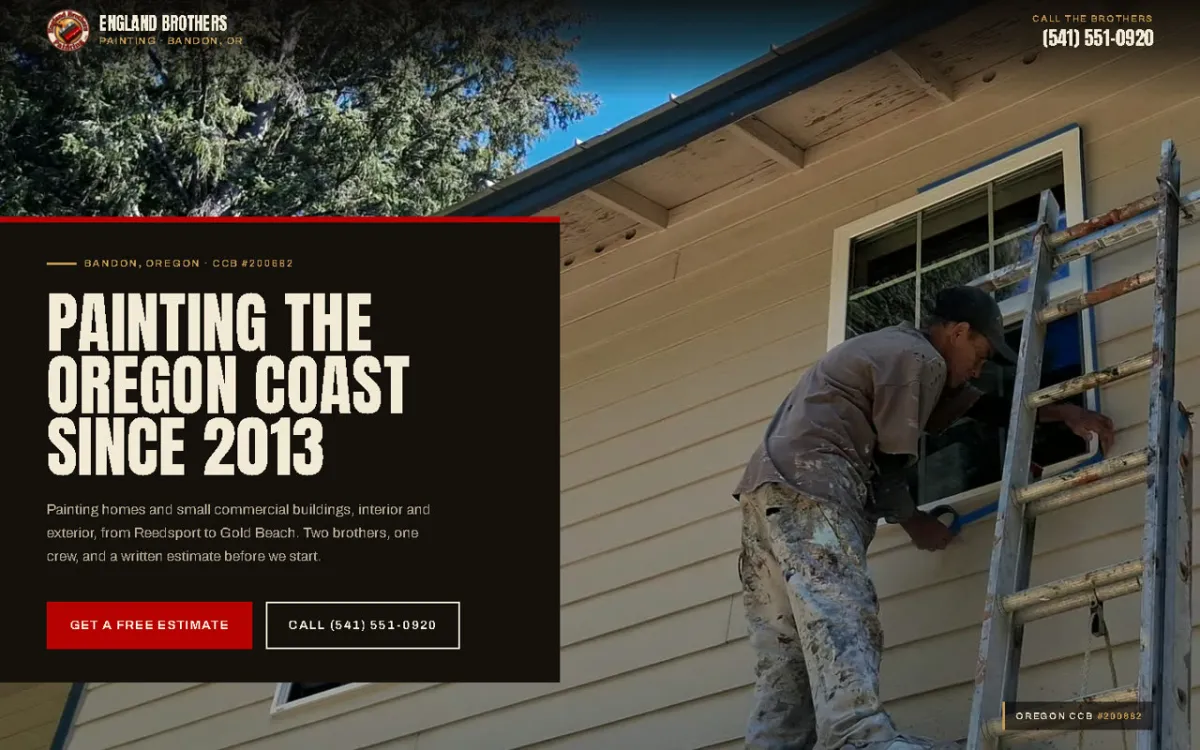 ENGLAND BROTHERS
PAINTING · BANDON, OR
CALL THE BROTHERS
(541) 551-0920
BANDON, OREGON · CCB #200682
PAINTING THE
OREGON COAST
SINCE 2013
Painting homes and small commercial buildings, interior and
exterior, from Reedsport to Gold Beach. Two brothers, one
crew, and a written estimate before we start.
GET A FREE ESTIMATE
CALL (541) 551-0920
OREGON CCB #200682